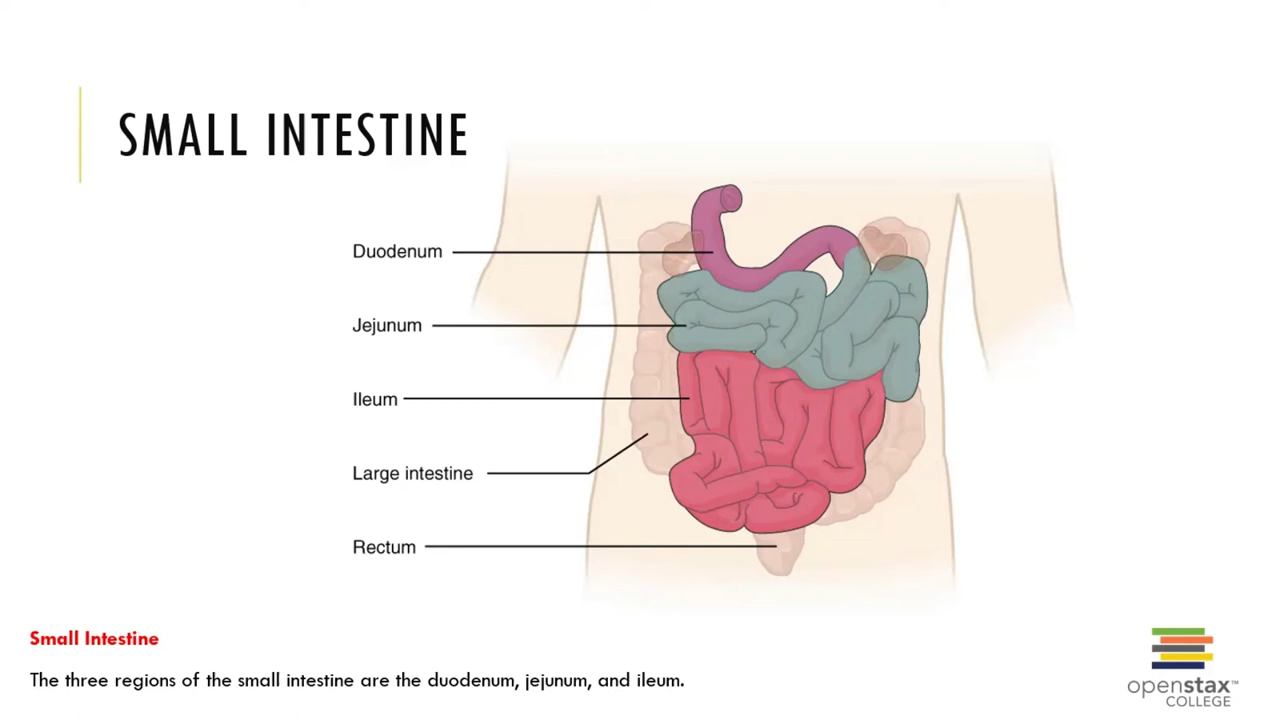 SMALL INTESTINE
Duodenum
Jejunum
Ileum
Large intestine
Rectum
Small Intestine
The three regions of the small intestine are the duodenum, jejunum, and ileum.
openstax™
COLLEGE